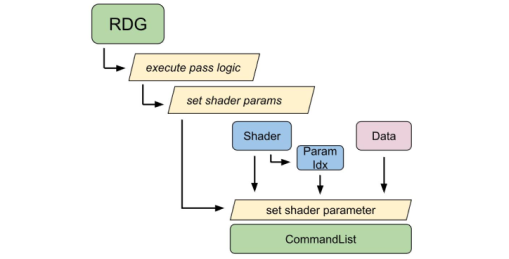 RDG
execute pass logic
set shader params
Shader
Param
Idx
Data
set shader parameter
CommandList